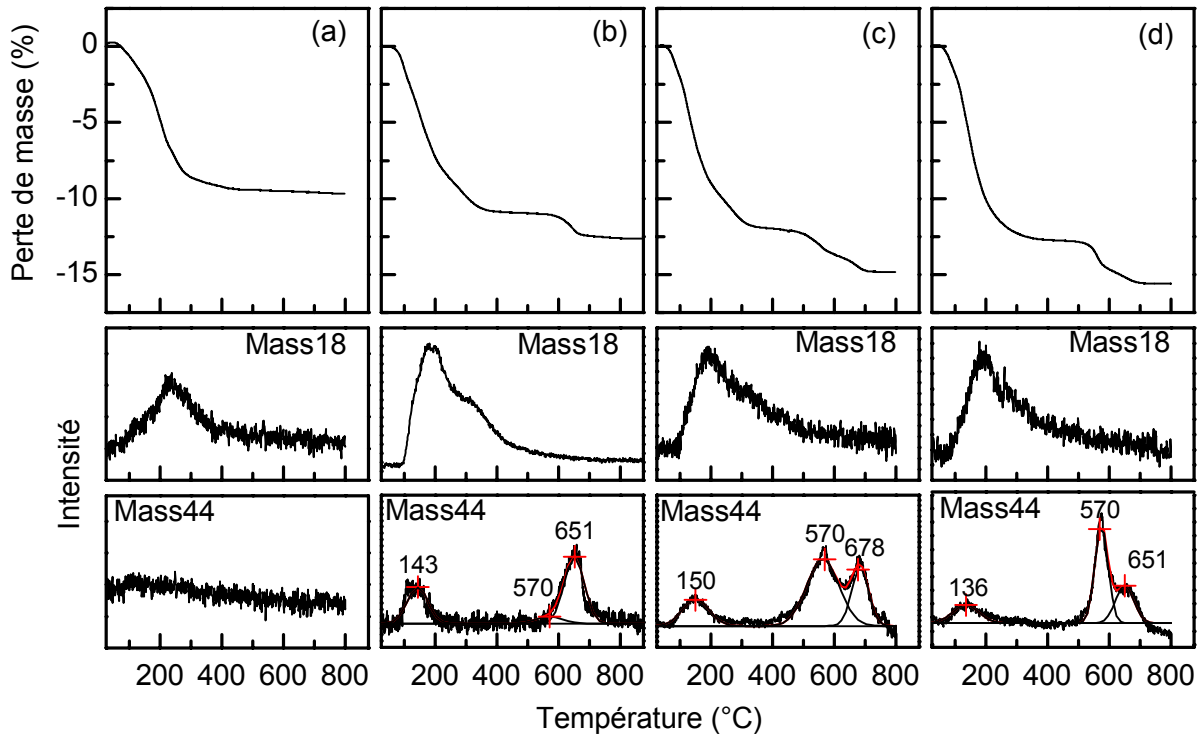 (a) (b) (c) (d)
Perte de masse (%)
0
-5
-10
-15
Mass18 Mass18 Mass18 Mass18
Intensité
Mass44 Mass44 Mass44 Mass44
143 570 651
150 570 678
136 570 651
200 400 600 800 200 400 600 800 200 400 600 800 200 400 600 800
Température (°C)